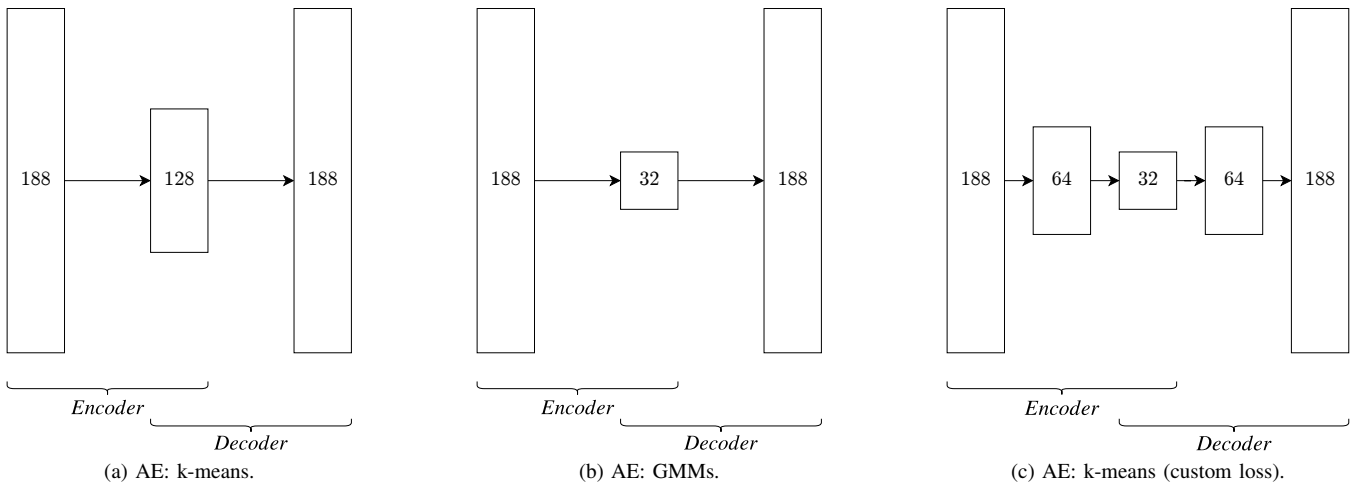 188 128 188
Encoder
Decoder
(a) AE: k-means.
188 32 188
Encoder
Decoder
(b) AE: GMMs.
188 64 32 64 188
Encoder
Decoder
(c) AE: k-means (custom loss).